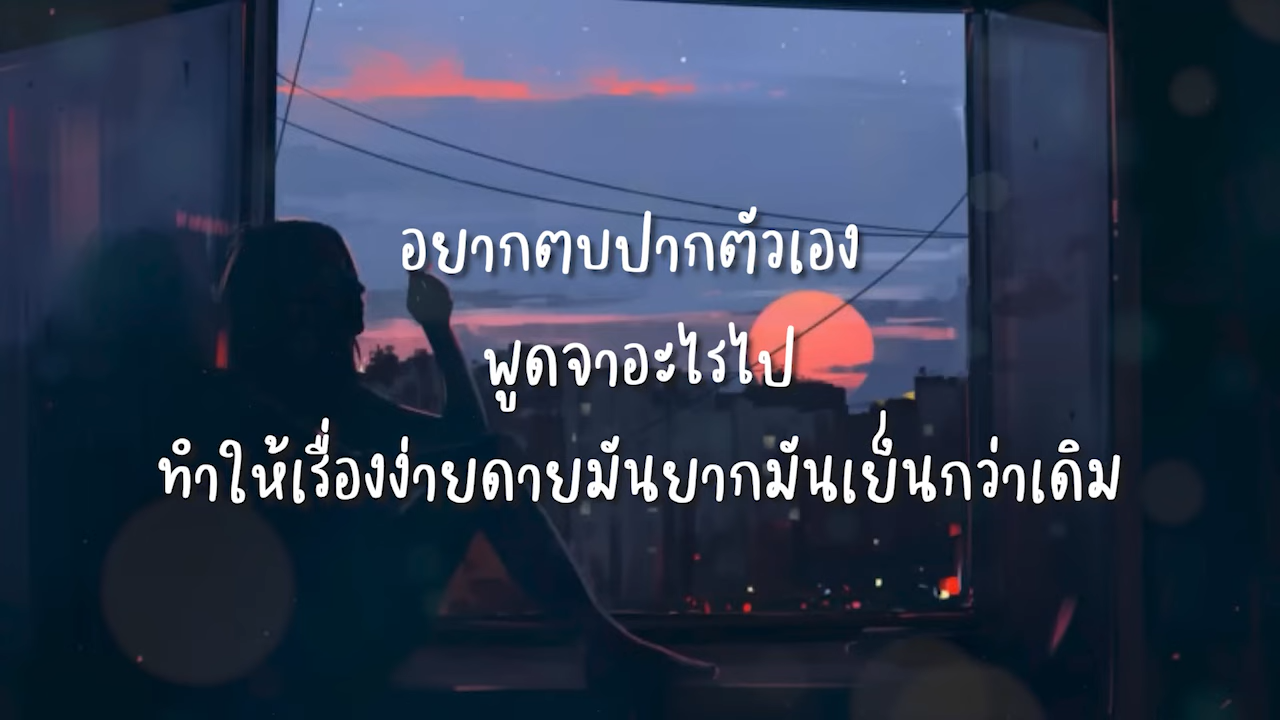 อยากตบปากตัวเอง
พูดจาอะไรไป
ทำให้เรื่องง่ายดายมันยากมันเย็นกว่าเดิม